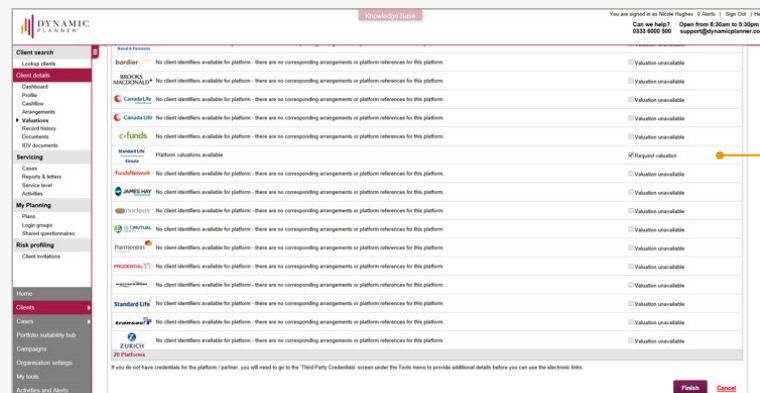 Knowledge Base
You are signed in as Nicole Hughes 0 Alerts | Sign Out | He
DYNAMIC
PLANNER
Can we help? Open from 8:30am to 5:30pm
0333 6000 500 support@dynamicplanner.co
Client search
Lookup clients
Client details
Dashboard
Profile
Cashflow
Arrangements
Valuations
Record history
Documents
IDV documents
Servicing
Cases
Reports & letters
Service level
Activities
My Planning
Plans
Login groups
Shared questionnaires
Risk profiling
Client invitations
Home
Clients
Cases
Portfolio suitability hub
Campaigns
Organisation settings
My tools
Activities and Alerts
Bond & Pensions
bordier No client identifiers available for platform - there are no corresponding arrangements or platform references for this platform. Valuation unavailable
BROOKS MACDONALD No client identifiers available for platform - there are no corresponding arrangements or platform references for this platform. Valuation unavailable
Canada Life No client identifiers available for platform - there are no corresponding arrangements or platform references for this platform. Valuation unavailable
Canada Life No client identifiers available for platform - there are no corresponding arrangements or platform references for this platform. Valuation unavailable
funds No client identifiers available for platform - there are no corresponding arrangements or platform references for this platform. Valuation unavailable
Standard Life Elevate Platform valuations available Request valuation
FundsNetwork No client identifiers available for platform - there are no corresponding arrangements or platform references for this platform. Valuation unavailable
JAMES HAY No client identifiers available for platform - there are no corresponding arrangements or platform references for this platform. Valuation unavailable
nucleus No client identifiers available for platform - there are no corresponding arrangements or platform references for this platform. Valuation unavailable
OLDMUTUAL No client identifiers available for platform - there are no corresponding arrangements or platform references for this platform. Valuation unavailable
Parmenion No client identifiers available for platform - there are no corresponding arrangements or platform references for this platform. Valuation unavailable
PRUDENTIAL No client identifiers available for platform - there are no corresponding arrangements or platform references for this platform. Valuation unavailable
No client identifiers available for platform - there are no corresponding arrangements or platform references for this platform. Valuation unavailable
Standard Life No client identifiers available for platform - there are no corresponding arrangements or platform references for this platform. Valuation unavailable
transact No client identifiers available for platform - there are no corresponding arrangements or platform references for this platform. Valuation unavailable
ZURICH No client identifiers available for platform - there are no corresponding arrangements or platform references for this platform. Valuation unavailable
20 Platforms
If you do not have credentials for the platform / partner, you will need to go to the 'Third Party Credentials' screen under the Tools menu to provide additional details before you can use the electronic links.
Finish Cancel